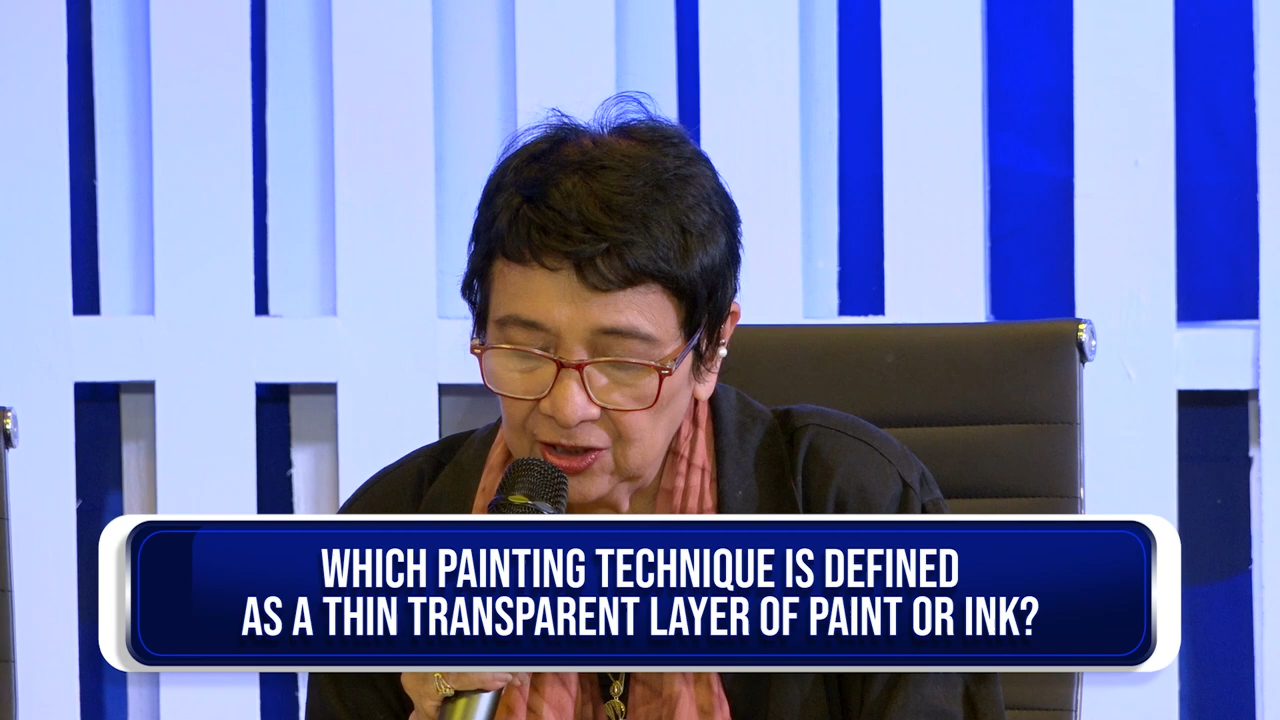 WHICH PAINTING TECHNIQUE IS DEFINED
AS A THIN TRANSPARENT LAYER OF PAINT OR INK?